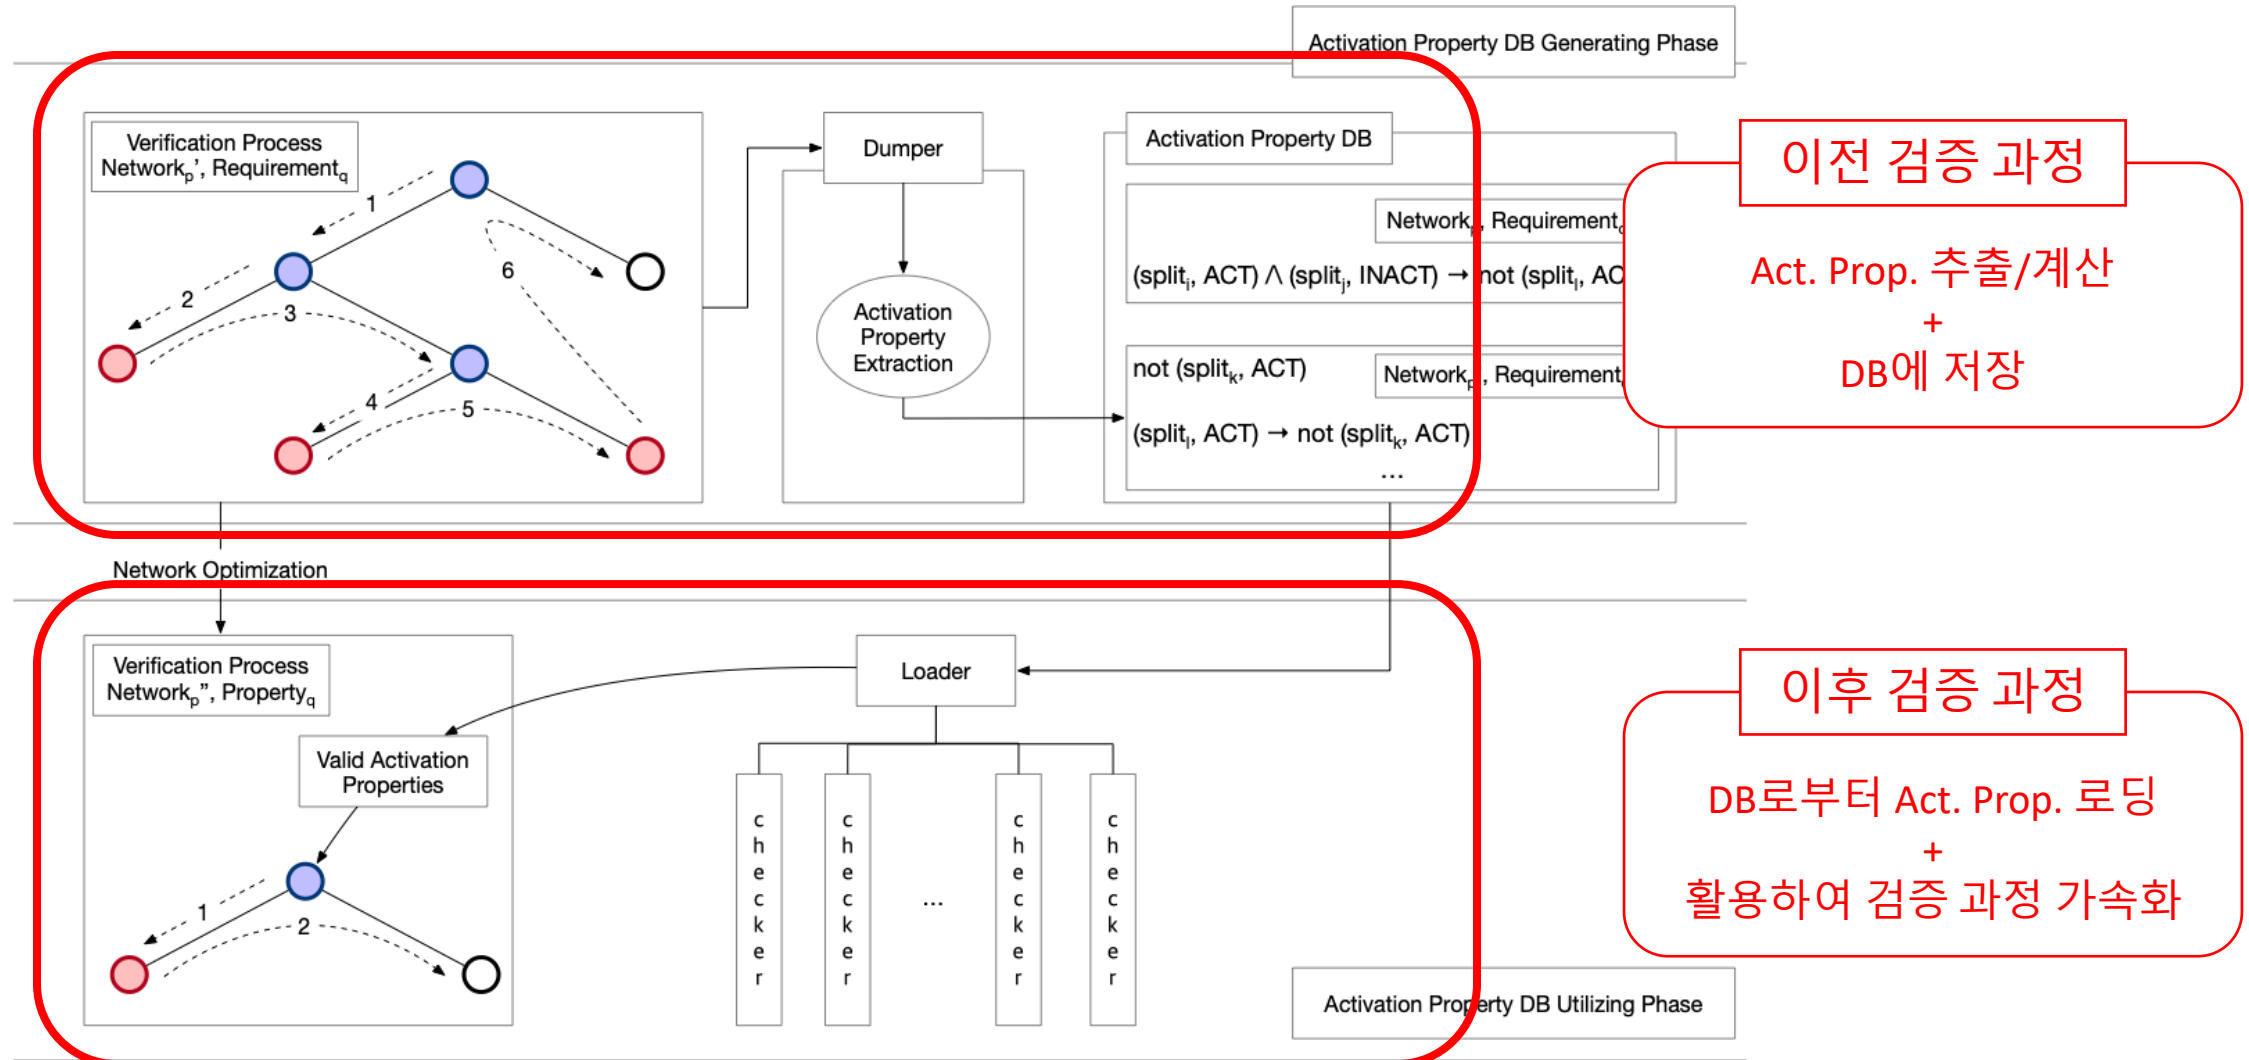 Activation Property DB Generating Phase
Verification Process
Networkp’, Requirementq
1
2
3
4
5
6
Dumper
Activation
Property
Extraction
Activation Property DB
Networkp, Requirement
(spliti, ACT) ∧ (splitj, INACT) → not (splitl, AC
not (splitk, ACT)
Networkp’, Requirement
(splitl, ACT) → not (splitk, ACT)
...
이전 검증 과정
Act. Prop. 추출/계산
+
DB에 저장
Network Optimization
Verification Process
Networkp”, Propertyq
Valid Activation
Properties
1
2
Loader
checker
checker
...
checker
checker
Activation Property DB Utilizing Phase
이후 검증 과정
DB로부터 Act. Prop. 로딩
+
활용하여 검증 과정 가속화